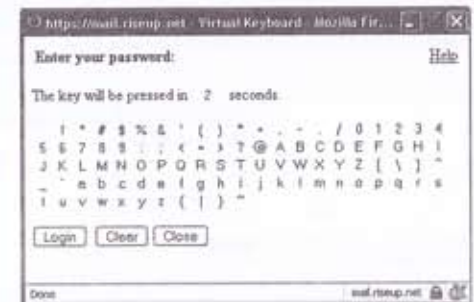 https://mail.riseup.net - Virtual Keyboard - Mozilla Fir...
Enter your password: Help
The key will be pressed in 2 seconds.
! " # $ % & ' ( ) * + , - . / 0 1 2 3 4
5 6 7 8 9 : ; < = > ? @ A B C D E F G H I
J K L M N O P Q R S T U V W X Y Z [ \ ] ^
_ ` a b c d e f g h i j k l m n o p q r s
t u v w x y z { | } ~
Login Clear Close
Done mail.riseup.net